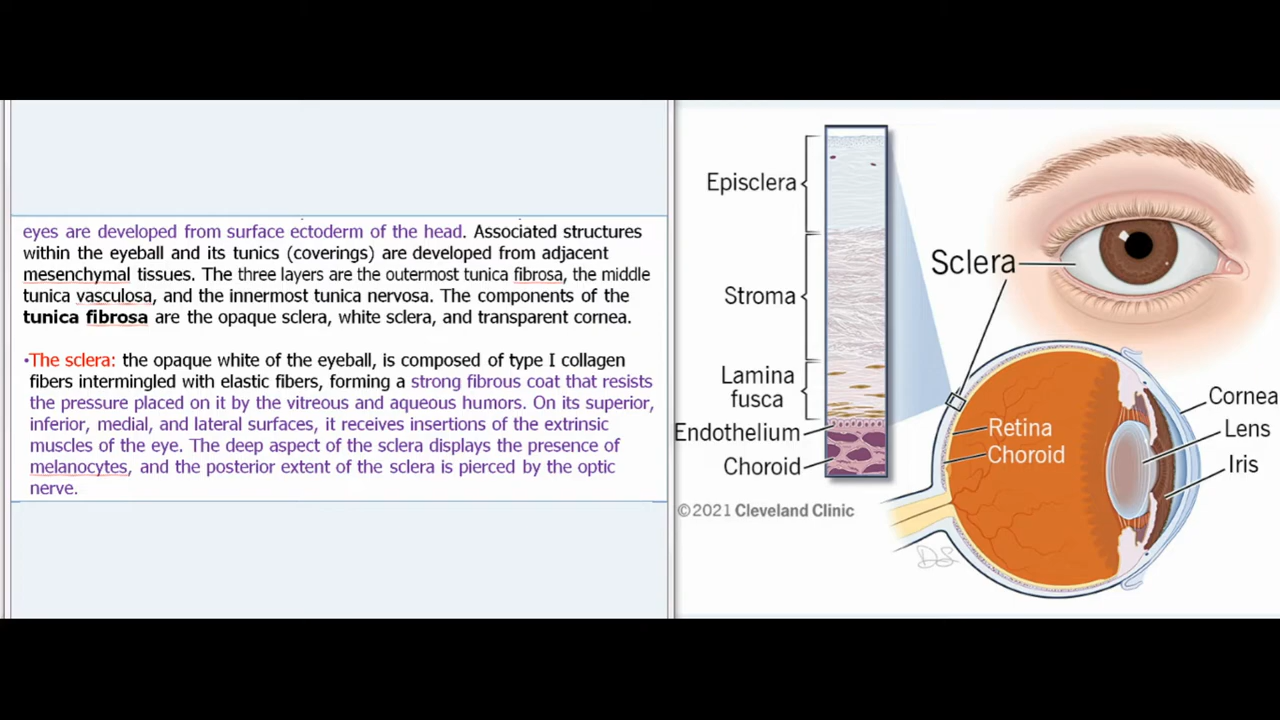 eyes are developed from surface ectoderm of the head. Associated structures
within the eyeball and its tunics (coverings) are developed from adjacent
mesenchymal tissues. The three layers are the outermost tunica fibrosa, the middle
tunica vasculosa, and the innermost tunica nervosa. The components of the
tunica fibrosa are the opaque sclera, white sclera, and transparent cornea.
•The sclera: the opaque white of the eyeball, is composed of type I collagen
fibers intermingled with elastic fibers, forming a strong fibrous coat that resists
the pressure placed on it by the vitreous and aqueous humors. On its superior,
inferior, medial, and lateral surfaces, it receives insertions of the extrinsic
muscles of the eye. The deep aspect of the sclera displays the presence of
melanocytes, and the posterior extent of the sclera is pierced by the optic
nerve.
Episclera
Stroma
Lamina
fusca
Endothelium
Choroid
©2021 Cleveland Clinic
Sclera
Retina
Choroid
Cornea
Lens
Iris